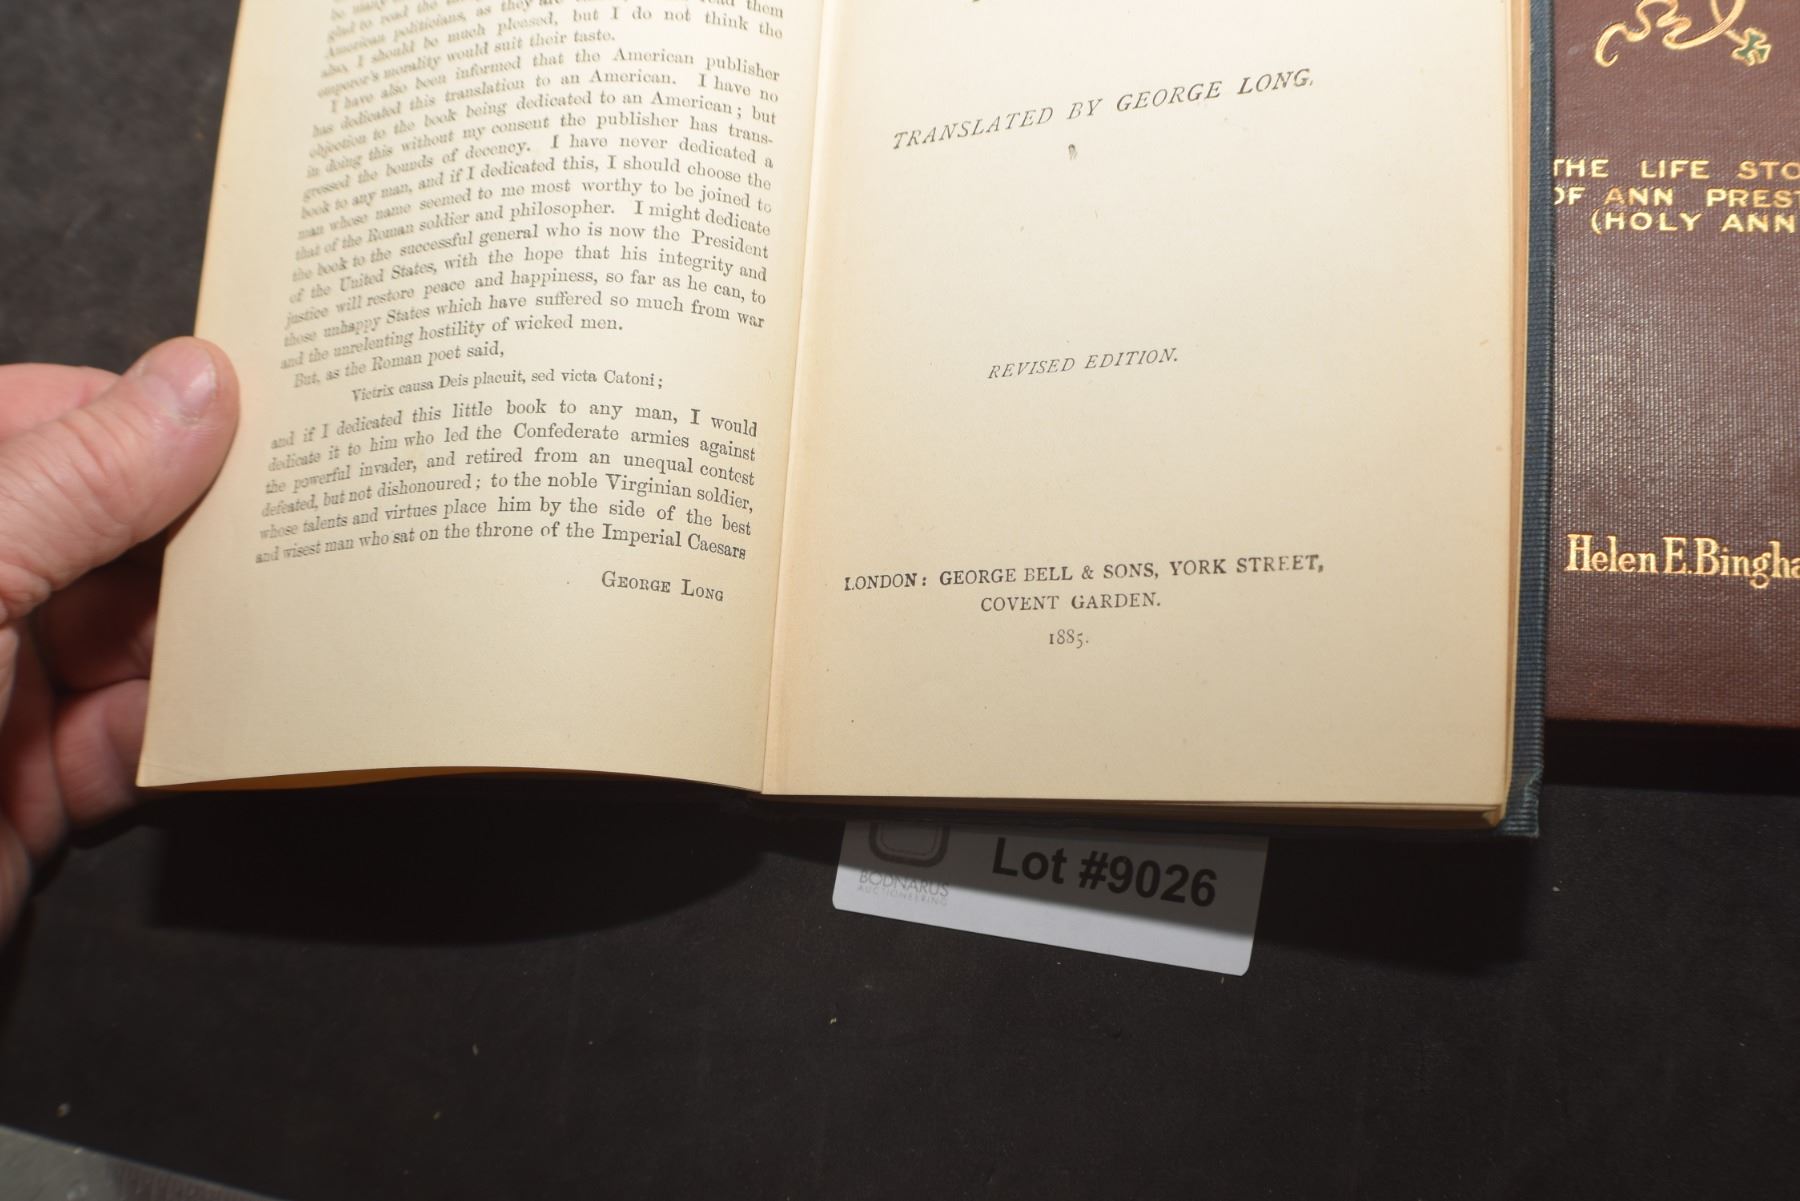 glad to read the
American politicians, as they
also, I should be much pleased, but I do not think the
emperor's morality would suit their taste.
I have also been informed that the American publisher
has dedicated this translation to an American. I have no
objection to the book being dedicated to an American; but
in doing this without my consent the publisher has trans-
gressed the bounds of decency. I have never dedicated a
book to any man, and if I dedicated this, I should choose the
man whose name seemed to me most worthy to be joined to
that of the Roman soldier and philosopher. I might dedicate
the book to the successful general who is now the President
of the United States, with the hope that his integrity and
justice will restore peace and happiness, so far as he can, to
those unhappy States which have suffered so much from war
and the unrelenting hostility of wicked men.
But, as the Roman poet said,
Victrix causa Deis placuit, sed victa Catoni;
and if I dedicated this little book to any man, I would
dedicate it to him who led the Confederate armies against
the powerful invader, and retired from an unequal contest
defeated, but not dishonoured; to the noble Virginian soldier,
whose talents and virtues place him by the side of the best
and wisest man who sat on the throne of the Imperial Caesars
GEORGE LONG
TRANSLATED BY GEORGE LONG.
REVISED EDITION.
LONDON: GEORGE BELL & SONS, YORK STREET,
COVENT GARDEN.
1885.
THE LIFE STO
OF ANN PREST
(HOLY ANN
Helen E. Bingha
BODNARUS
AUCTIONEERING
Lot #9026